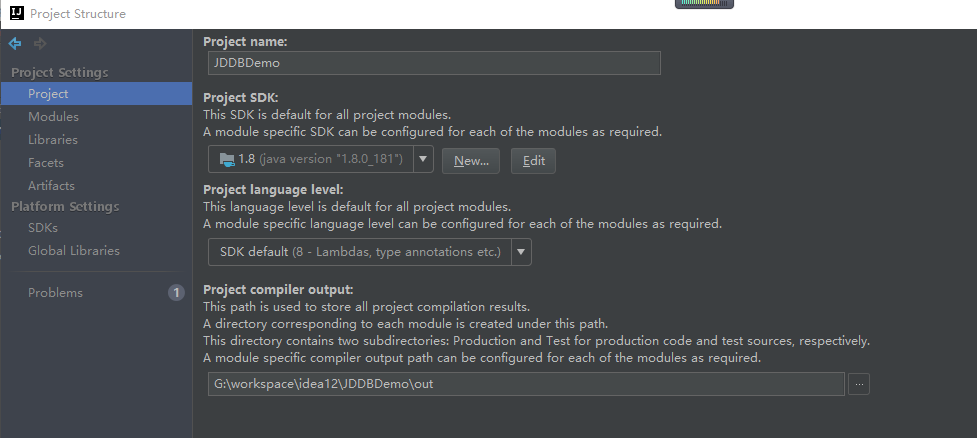 IJ
Project Structure
Project Settings
Project
Modules
Libraries
Facets
Artifacts
Platform Settings
SDKs
Global Libraries
Problems 1
Project name:
JDDBDemo
Project SDK:
This SDK is default for all project modules.
A module specific SDK can be configured for each of the modules as required.
1.8 (java version "1.8.0_181") New... Edit
Project language level:
This language level is default for all project modules.
A module specific language level can be configured for each of the modules as required.
SDK default (8 - Lambdas, type annotations etc.)
Project compiler output:
This path is used to store all project compilation results.
A directory corresponding to each module is created under this path.
This directory contains two subdirectories: Production and Test for production code and test sources, respectively.
A module specific compiler output path can be configured for each of the modules as required.
G:\workspace\idea12\JDDBDemo\out ...